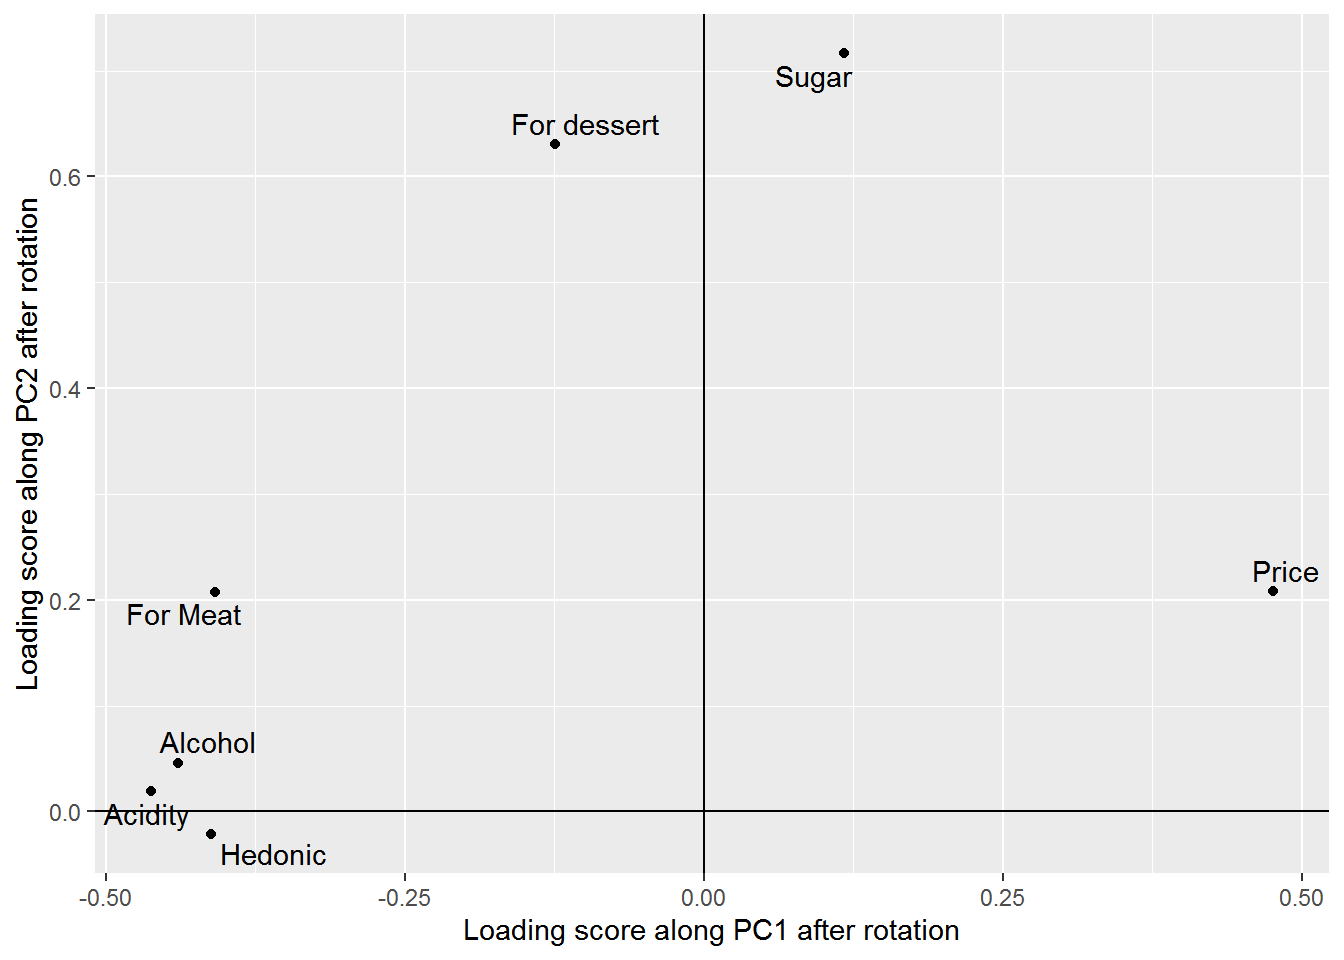 Sugar
For dessert
Price
For Meat
Alcohol
Acidity
Hedonic
0.6
0.4
0.2
0.0
-0.50
-0.25
0.00
0.25
0.50
Loading score along PC1 after rotation
Loading score along PC2 after rotation